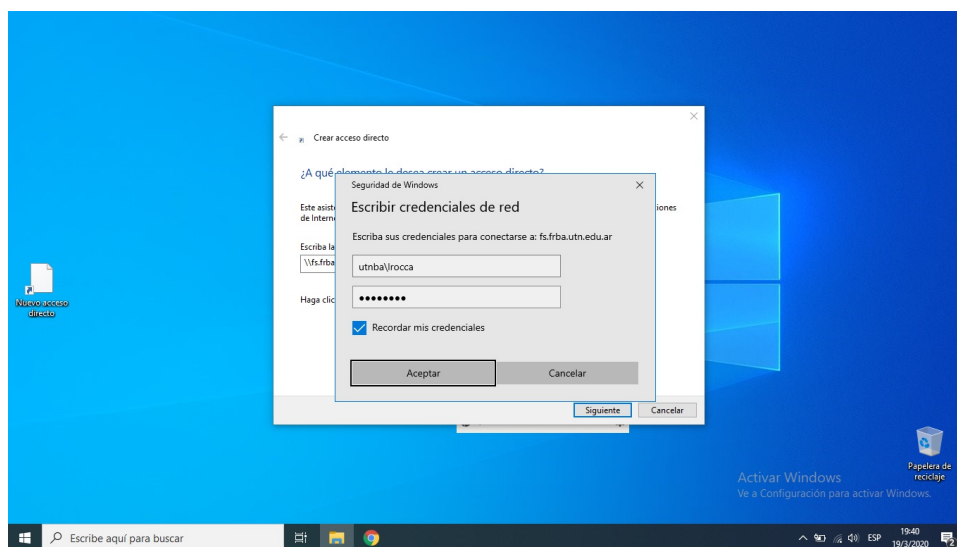 Crear acceso directo
¿A qué elemento le desea crear un acceso directo?
Seguridad de Windows
Escribir credenciales de red
Este asist
iones
de Intern
Escriba sus credenciales para conectarse a: fs.frba.utn.edu.ar
Escriba la
\\fs.frba
utnba\lrocca
Haga clic
••••••••
Recordar mis credenciales
Aceptar
Cancelar
Siguiente
Cancelar
Nuevo acceso
directo
Papelera de
reciclaje
Activar Windows
Ve a Configuración para activar Windows.
Escribe aquí para buscar
ESP
19:40
19/3/2020
2